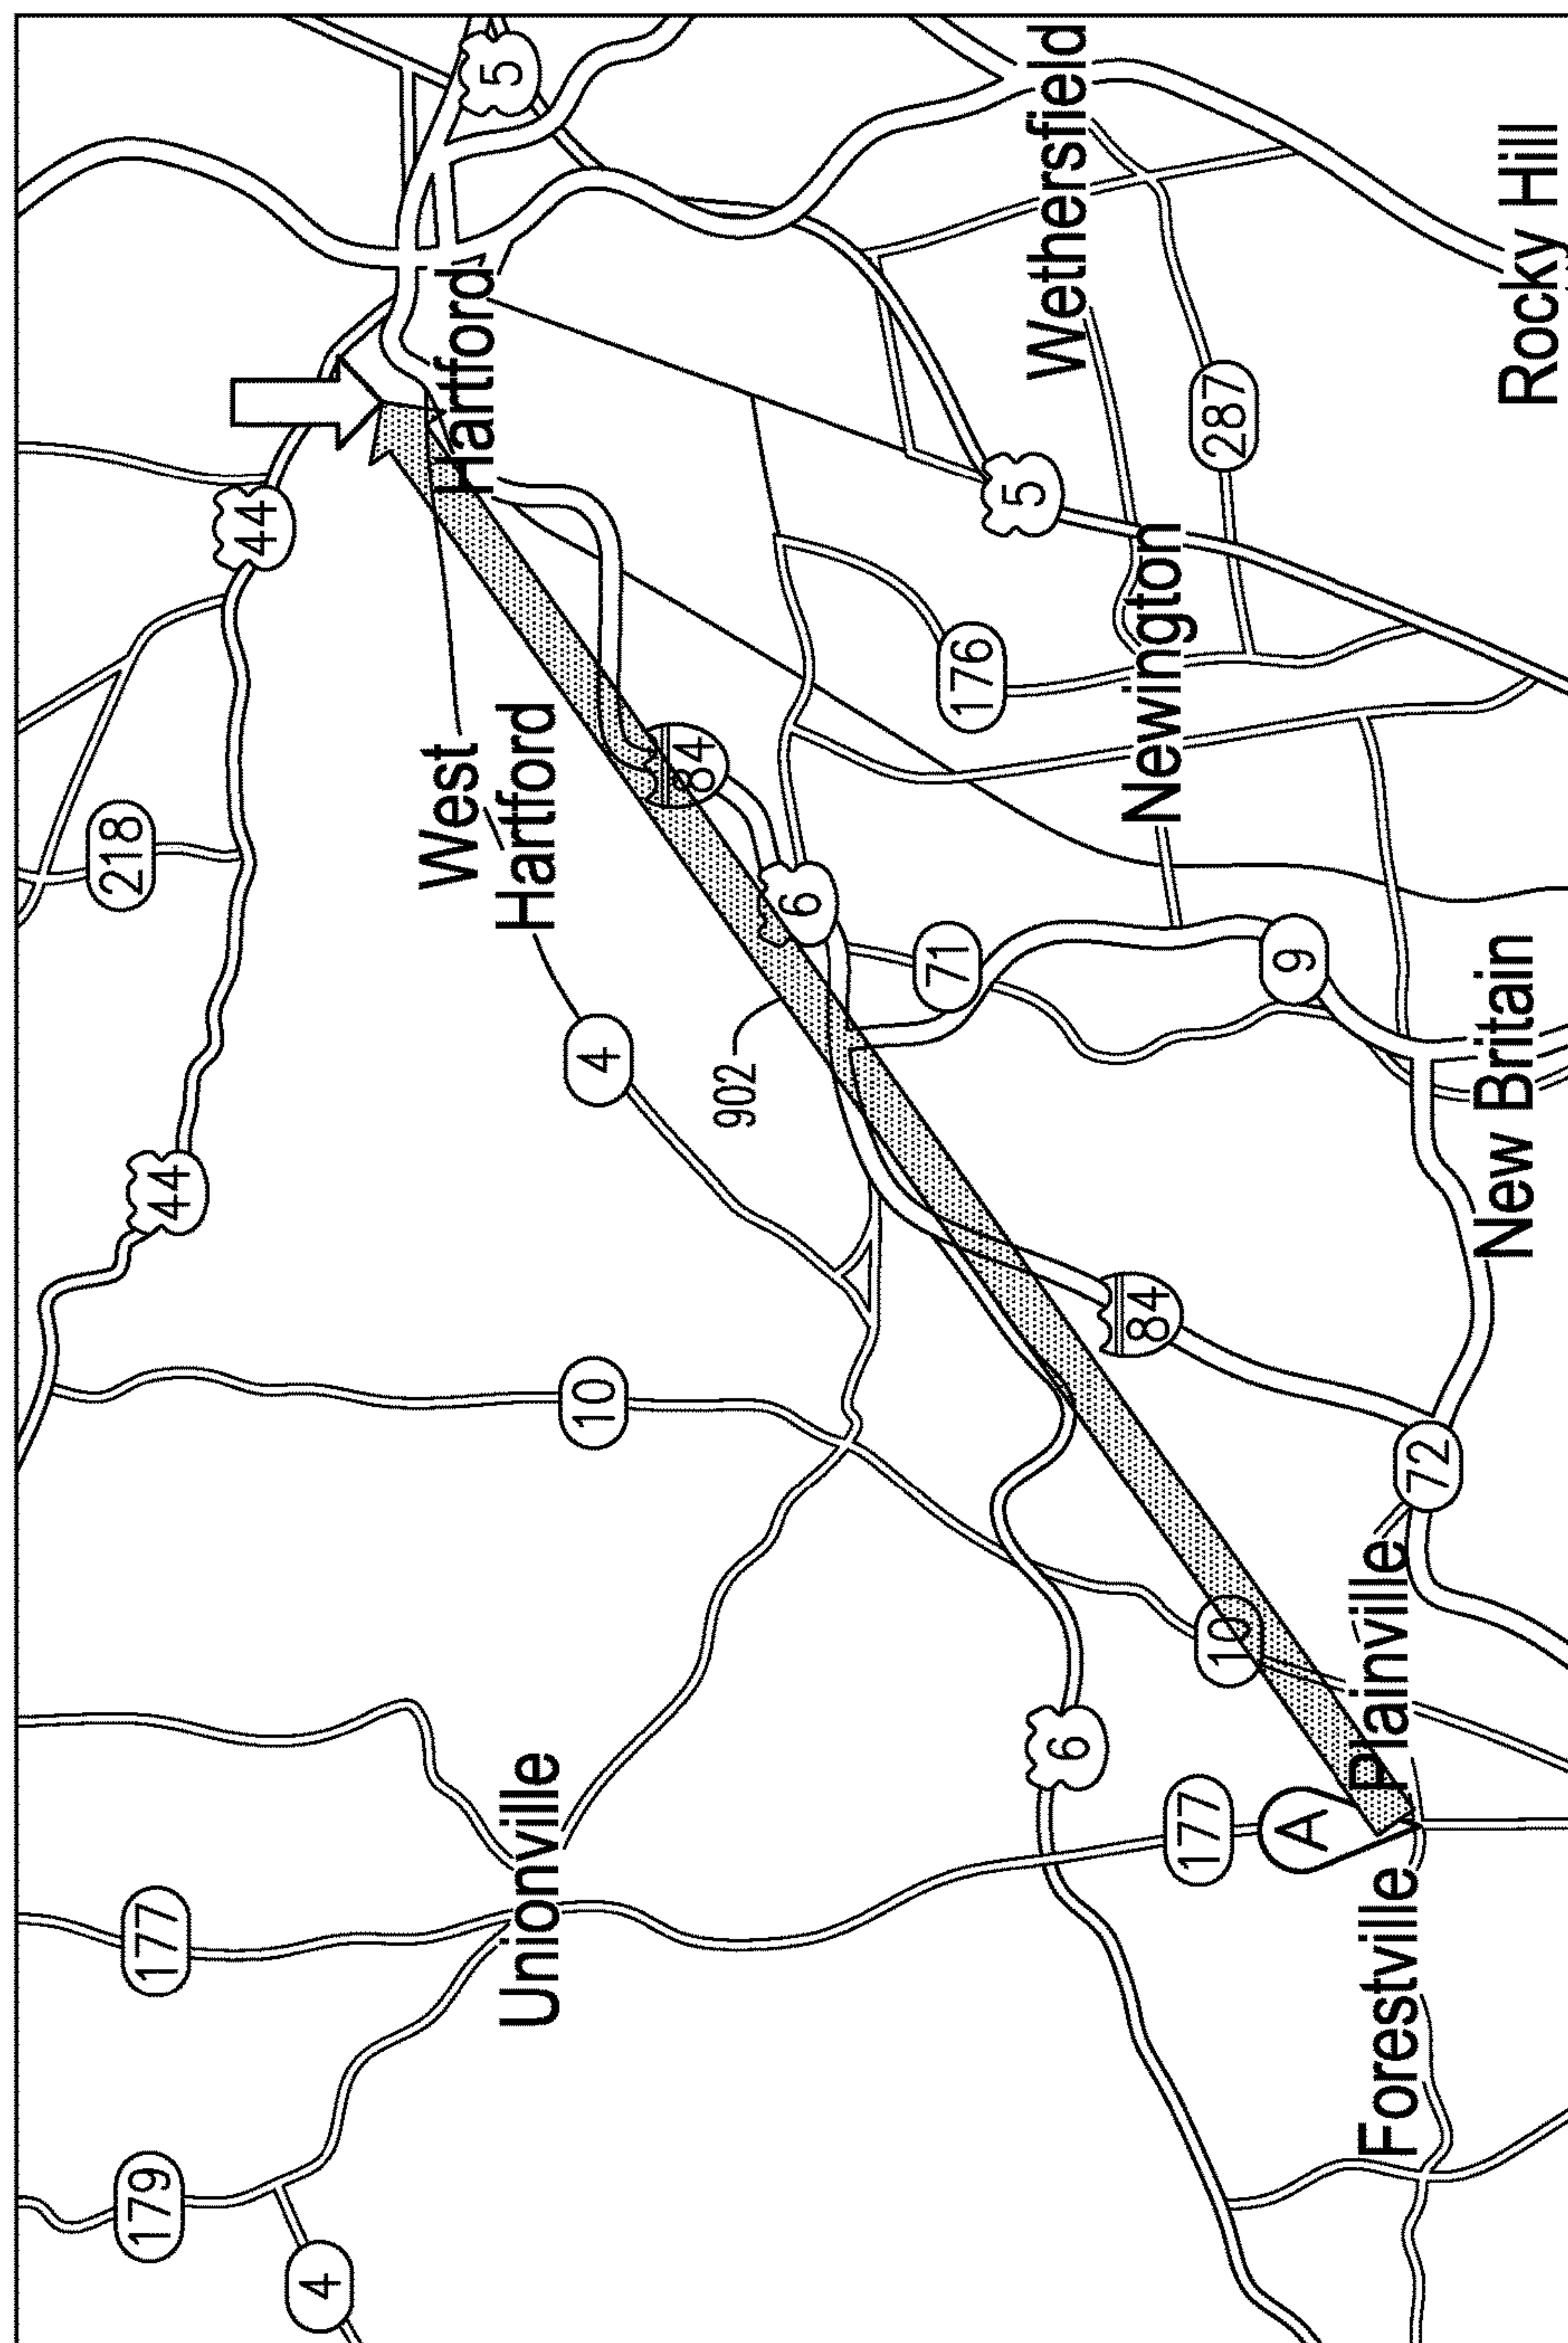 218
179
177
44
44
4
West
Hartford
Hartford
5
Unionville
10
4
84
902
6
71
176
5
Wethersfield
6
84
Newington
177
10
287
A
9
Forestville
Plainville
72
New Britain
Rocky Hill